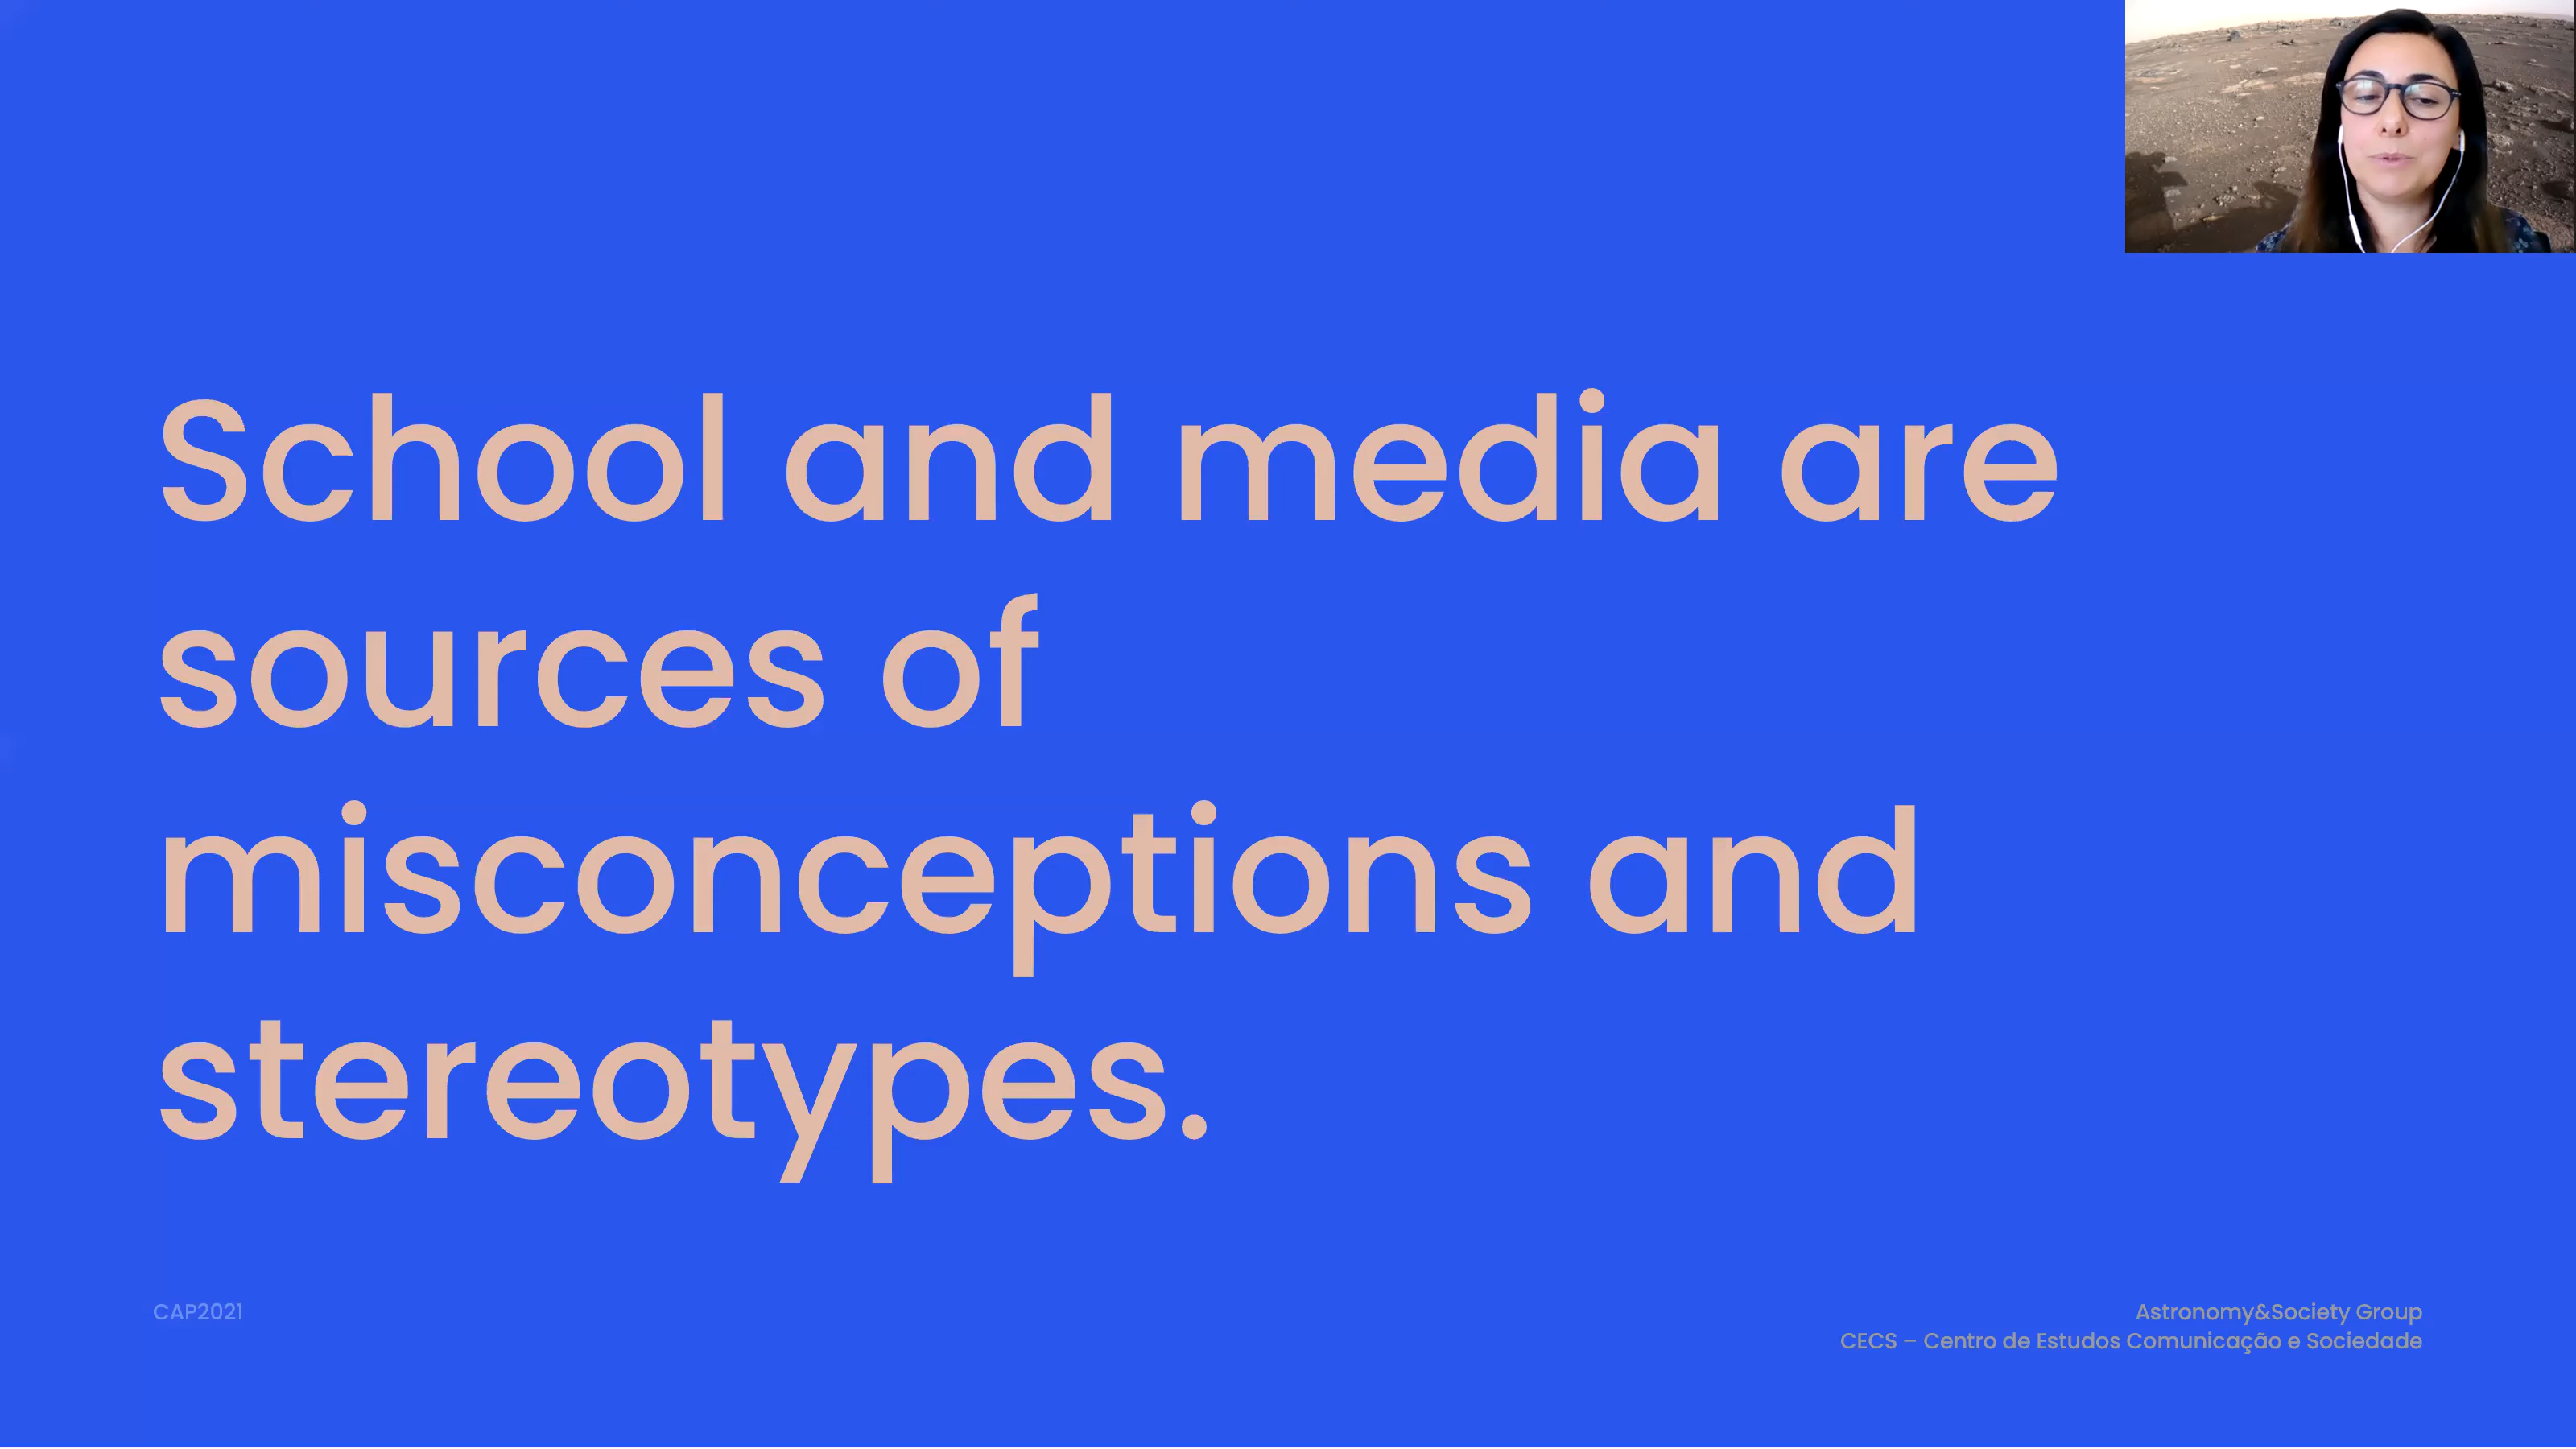 School and media are
sources of
misconceptions and
stereotypes.
CAP2021
Astronomy&Society Group
CECS – Centro de Estudos Comunicação e Sociedade